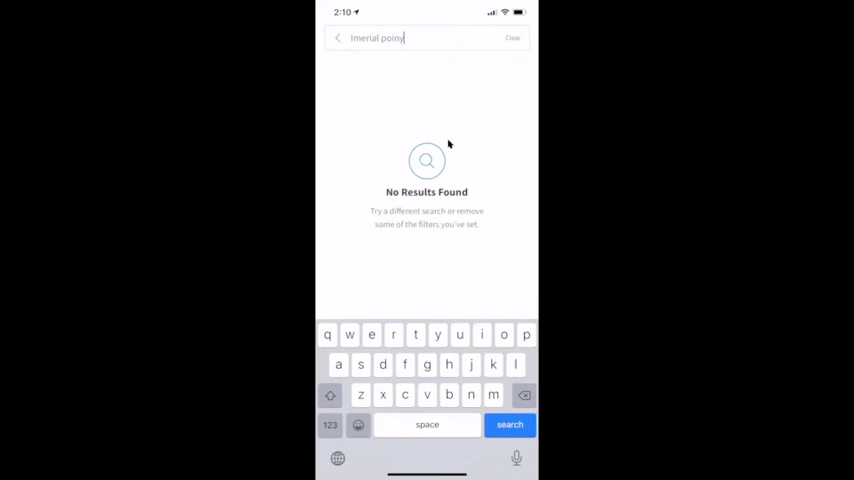 2:10
Imerial poiny
Clear
No Results Found
Try a different search or remove
some of the filters you've set.
q w e r t y u i o p
a s d f g h j k l
z x c v b n m
123 space search